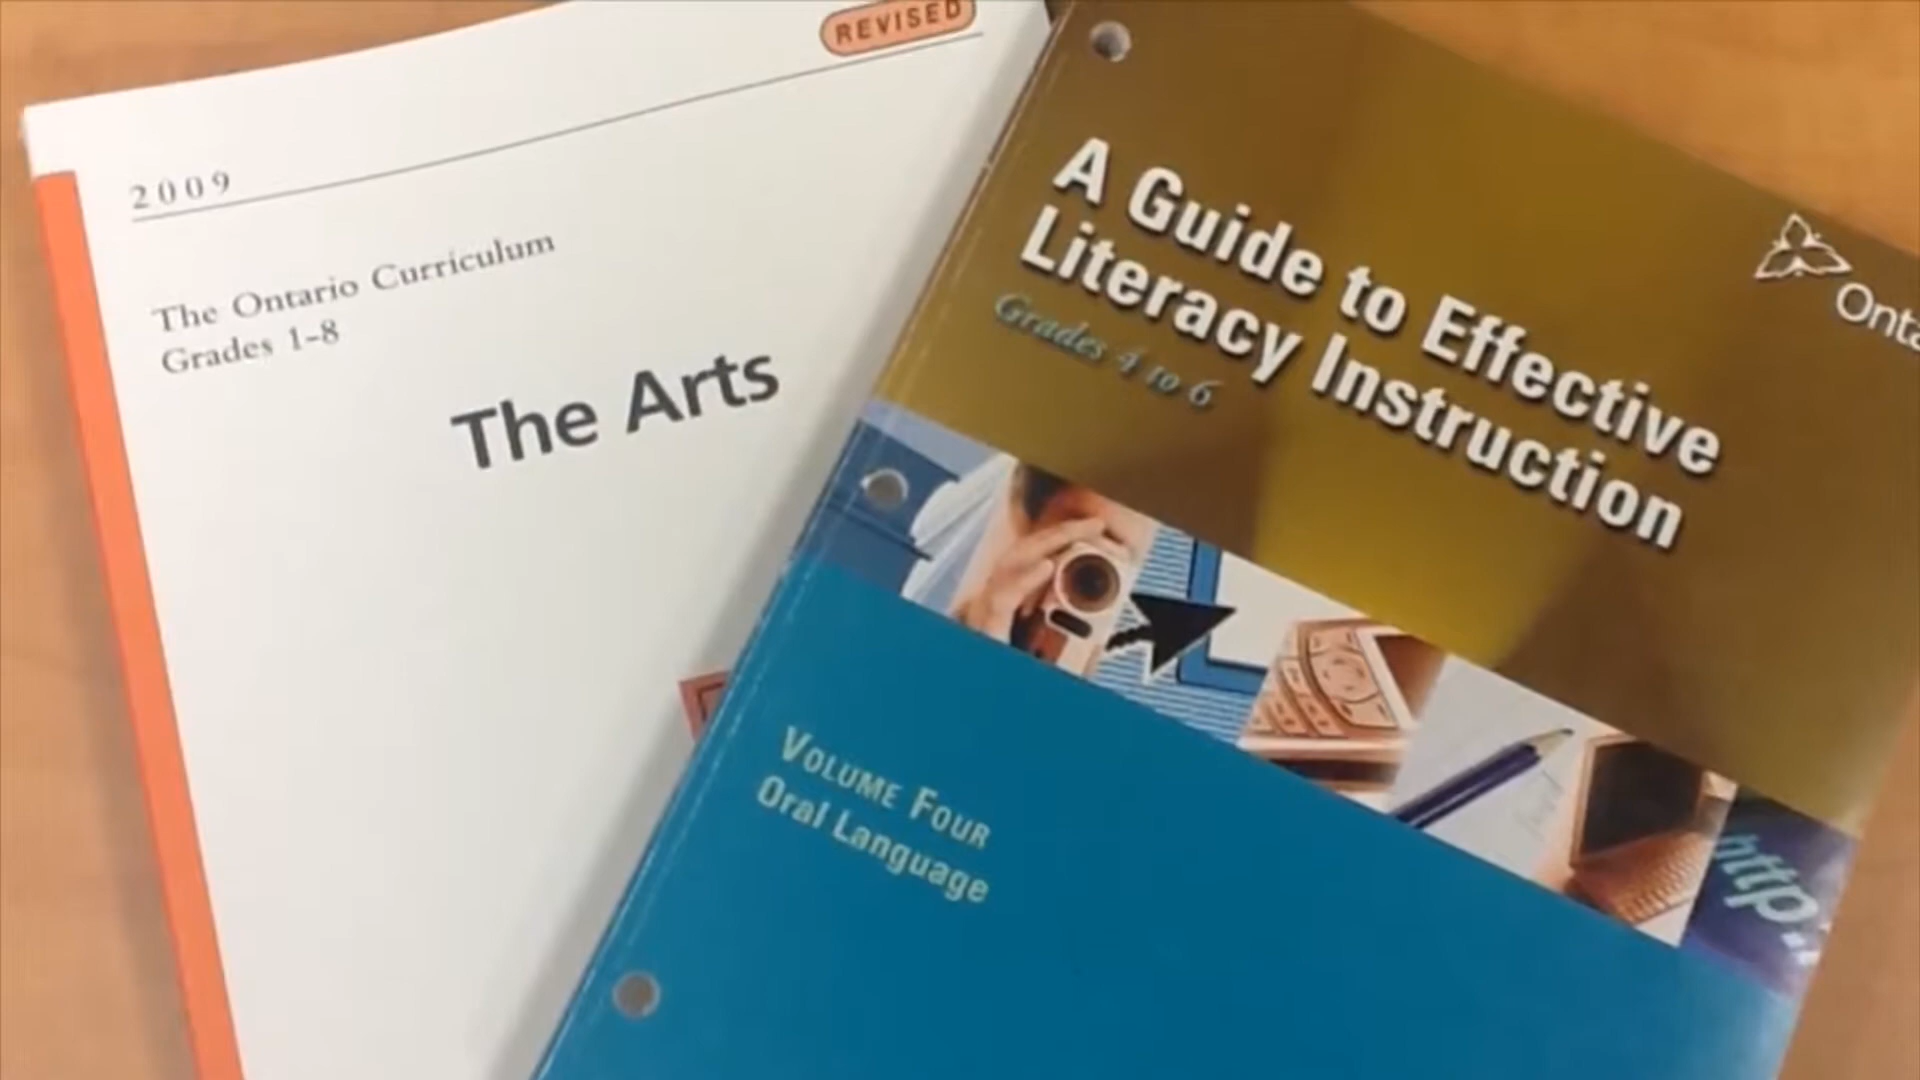 REVISED
2009
The Ontario Curriculum
Grades 1–8
The Arts
A Guide to Effective
Literacy Instruction
Grades 4 to 6
Onta
VOLUME FOUR
Oral Language
http: